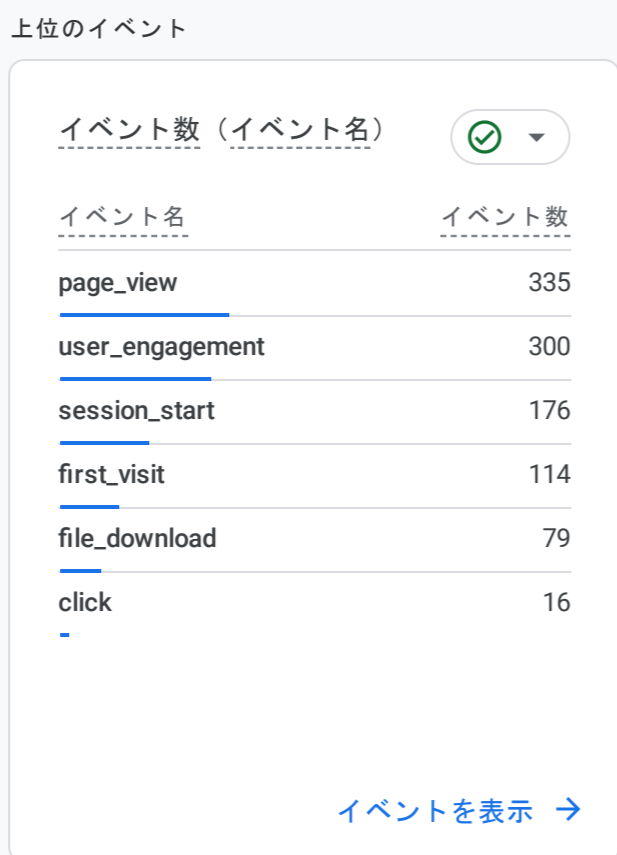 上位のイベント
イベント数（イベント名）
イベント名 イベント数
page_view 335
user_engagement 300
session_start 176
first_visit 114
file_download 79
click 16
イベントを表示